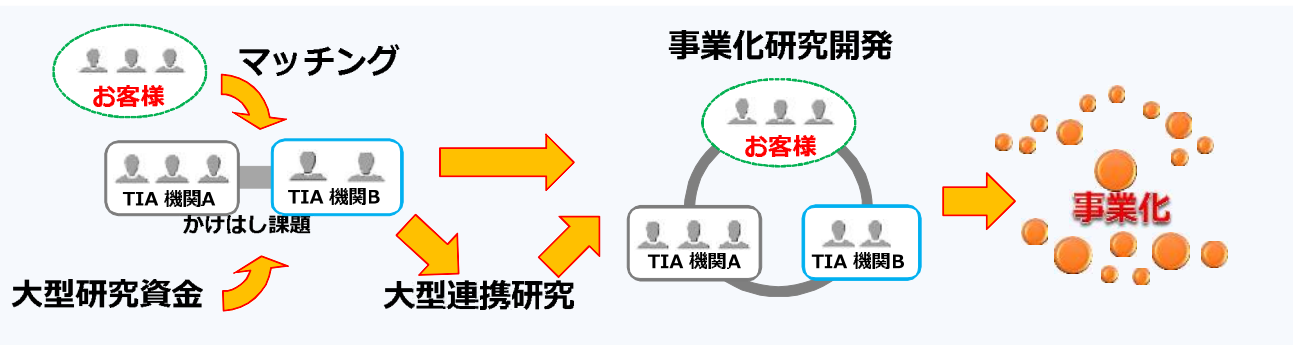 マッチング
お客様
TIA 機関A
TIA 機関B
かけはし課題
大型研究資金
大型連携研究
事業化研究開発
お客様
TIA 機関A
TIA 機関B
事業化